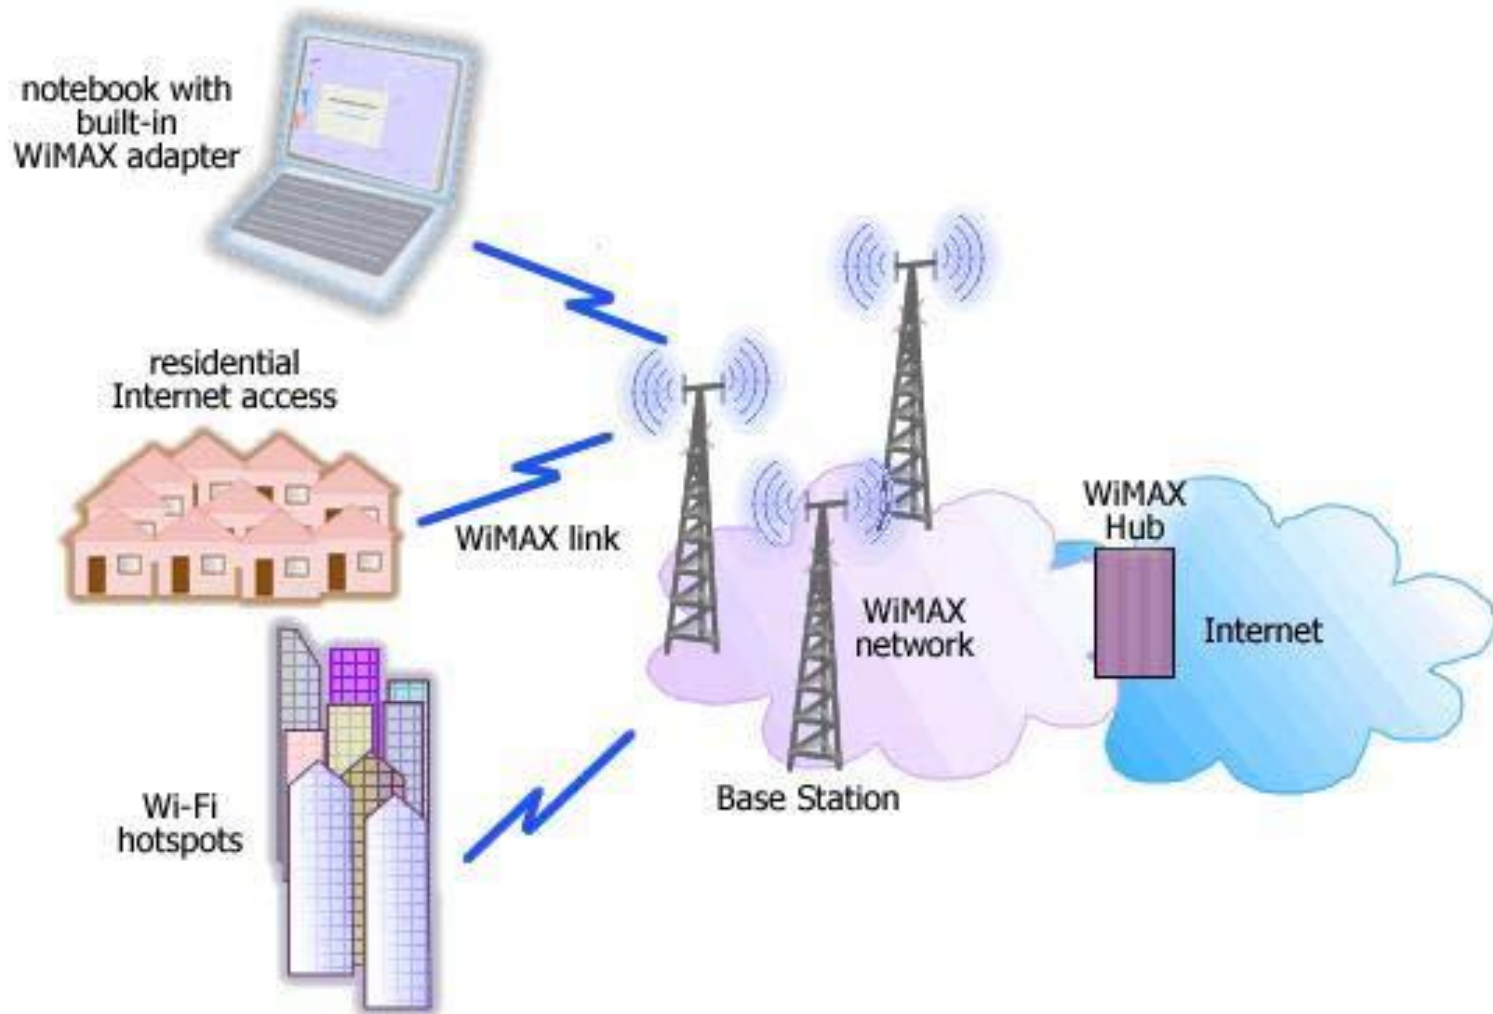 notebook with
built-in
WiMAX adapter
residential
Internet access
WiMAX link
WiMAX
Hub
WiMAX
network
Internet
Base Station
Wi-Fi
hotspots